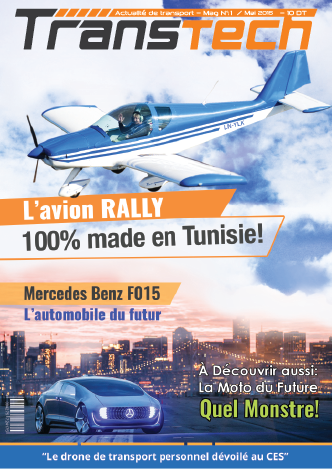 Actualité de transport - Mag N°1 / Mai 2016 - 10 DT
TransTech
L'avion RALLY
100% made en Tunisie!
Mercedes Benz F015
L'automobile du futur
À Découvrir aussi:
La Moto du Future
Quel Monstre!
“Le drone de transport personnel dévoilé au CES”